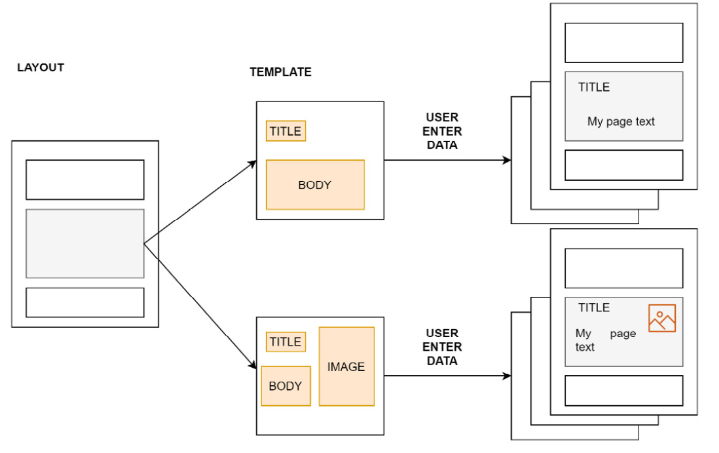 LAYOUT
TEMPLATE
TITLE
BODY
USER
ENTER
DATA
TITLE
My page text
TITLE
BODY
IMAGE
USER
ENTER
DATA
TITLE
My page
text